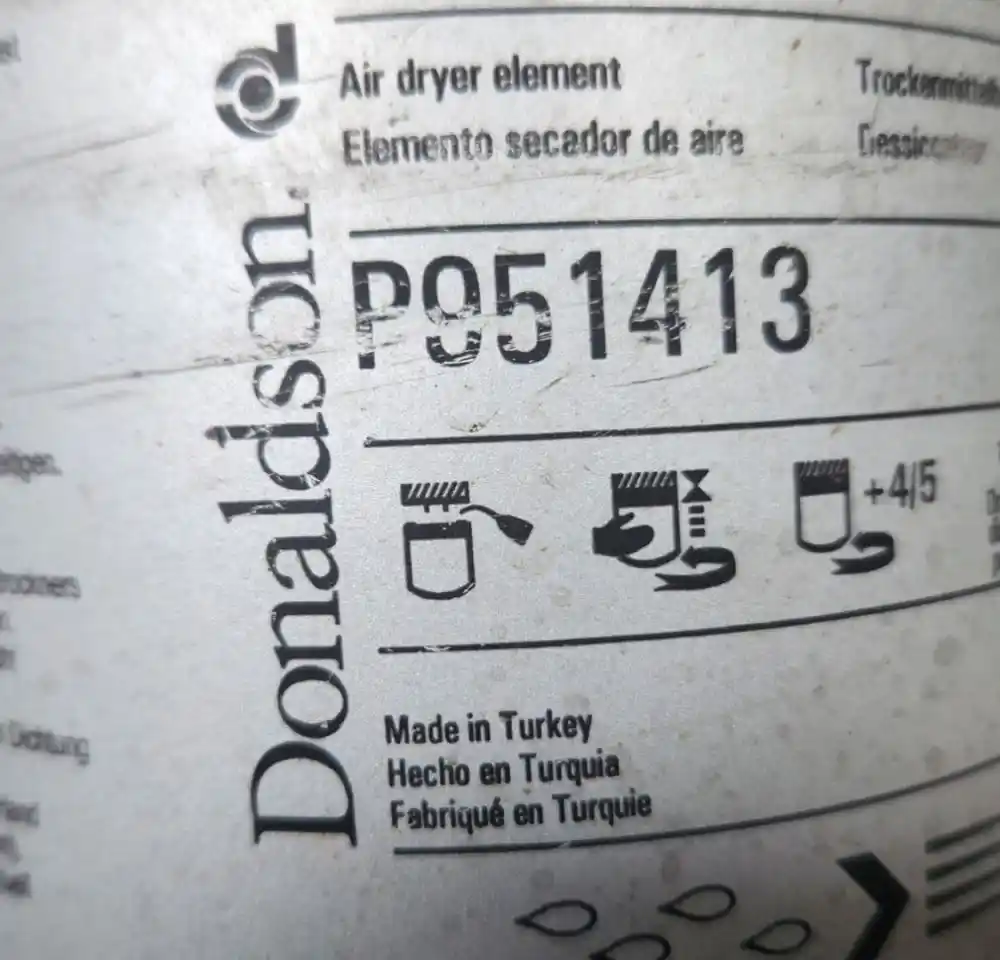 Donaldson.
Air dryer element
Elemento secador de aire
P951413
+4/5
Made in Turkey
Hecho en Turquia
Fabriqué en Turquie
Dichtung